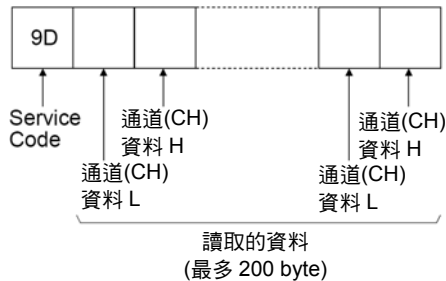 9D
Service
Code
通道(CH)
資料 L
通道(CH)
資料 H
通道(CH)
資料 L
通道(CH)
資料 H
讀取的資料
(最多 200 byte)